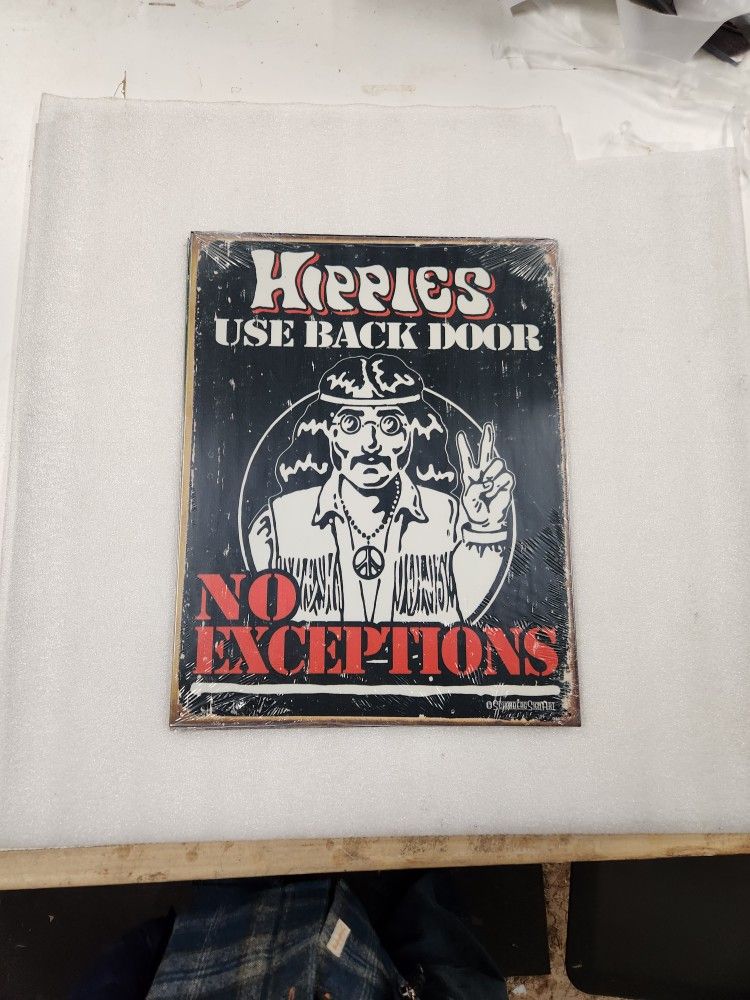 HIPPIES
USE BACK DOOR
NO
EXCEPTIONS